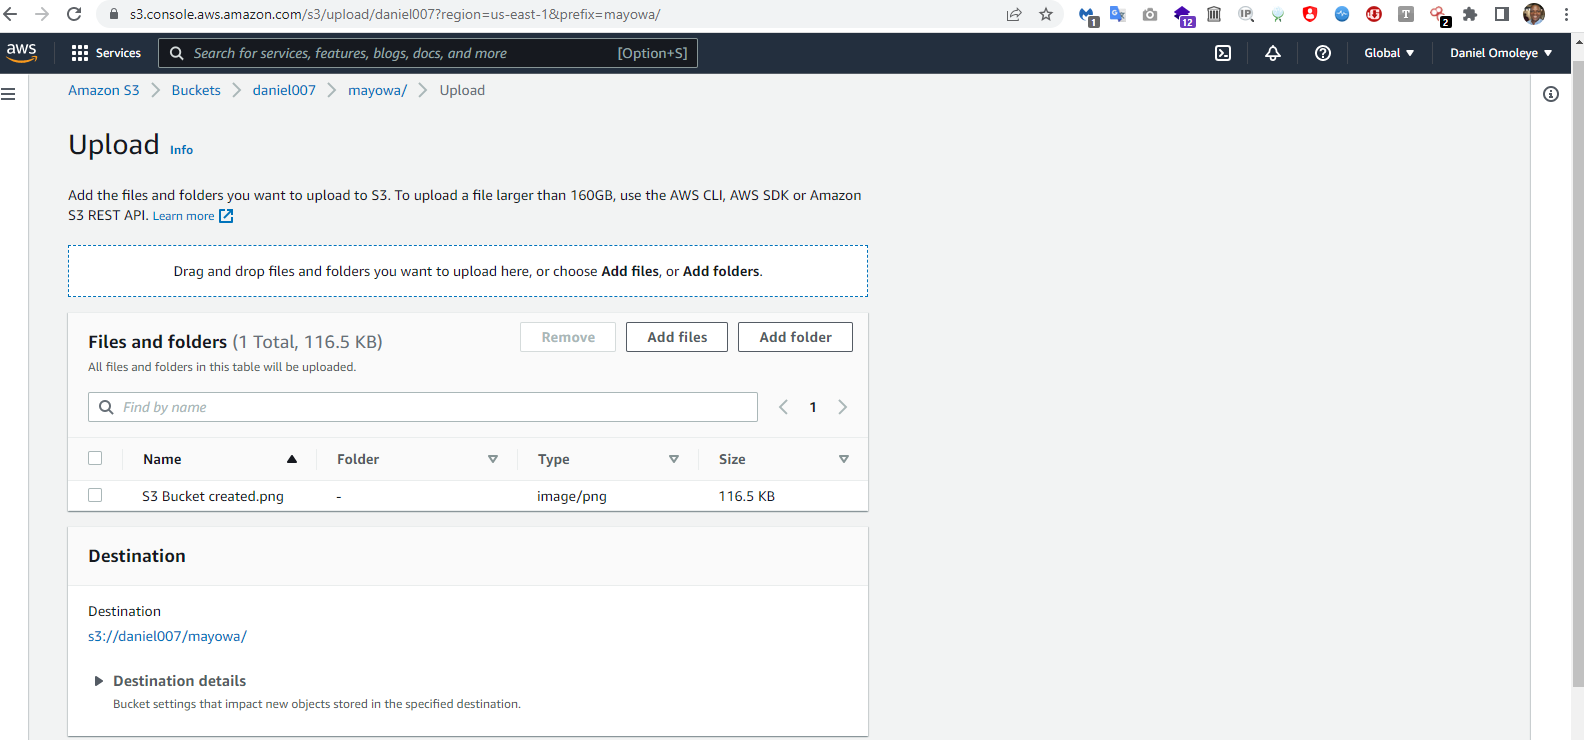 s3.console.aws.amazon.com/s3/upload/daniel007?region=us-east-1&prefix=mayowa/
1
12
IP
T
2
aws
Services
Search for services, features, blogs, docs, and more
[Option+S]
Global
Daniel Omoleye
Amazon S3
Buckets
daniel007
mayowa/
Upload
Upload
Info
Add the files and folders you want to upload to S3. To upload a file larger than 160GB, use the AWS CLI, AWS SDK or Amazon
S3 REST API. Learn more
Drag and drop files and folders you want to upload here, or choose Add files, or Add folders.
Files and folders (1 Total, 116.5 KB)
Remove
Add files
Add folder
All files and folders in this table will be uploaded.
Find by name
1
Name
Folder
Type
Size
S3 Bucket created.png
-
image/png
116.5 KB
Destination
Destination
s3://daniel007/mayowa/
Destination details
Bucket settings that impact new objects stored in the specified destination.